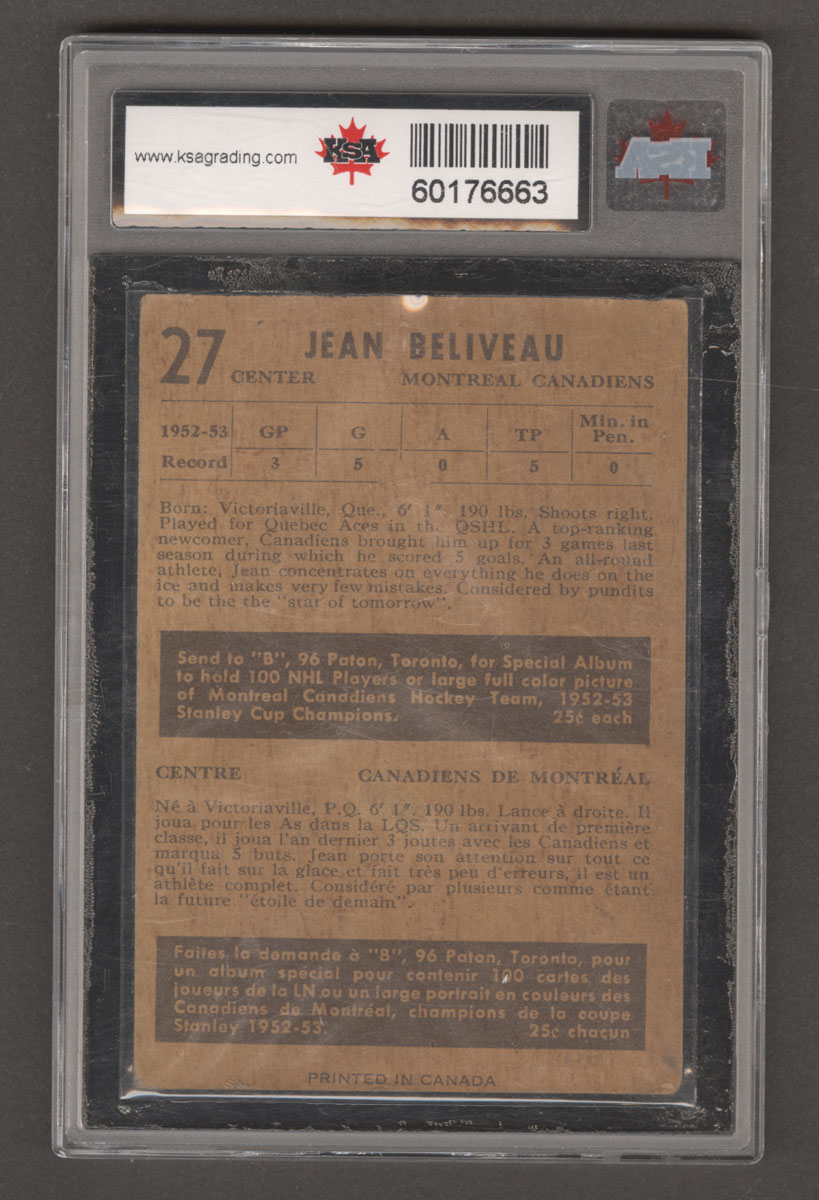 www.ksagrading.com
KSA
60176663
KSA
27 JEAN BELIVEAU
CENTER MONTREAL CANADIENS
1952-53 GP G A TP Min. in Pen.
Record 3 5 0 5 0
Born: Victoriaville, Que., 6' 1", 190 lbs. Shoots right.
Played for Quebec Aces in the QSHL. A top-ranking
newcomer, Canadiens brought him up for 3 games last
season during which he scored 5 goals. An all-round
athlete, Jean concentrates on everything he does on the
ice and makes very few mistakes. Considered by pundits
to be the the "star of tomorrow".
Send to "B", 96 Paton, Toronto, for Special Album
to hold 100 NHL Players or large full color picture
of Montreal Canadiens Hockey Team, 1952-53
Stanley Cup Champions. 25¢ each
CENTRE CANADIENS DE MONTRÉAL
Né à Victoriaville, P.Q. 6' 1", 190 lbs. Lance à droite. Il
joua pour les As dans la LQS. Un arrivant de première
classe, il joua l'an dernier 3 joutes avec les Canadiens et
marqua 5 buts. Jean porte son attention sur tout ce
qu'il fait sur la glace et fait très peu d'erreurs, il est un
athlète complet. Considéré par plusieurs comme étant
la future "étoile de demain".
Faites la demande à "B", 96 Paton, Toronto, pour
un album spécial pour contenir 100 cartes, des
joueurs de la LN ou un large portrait en couleurs des
Canadiens de Montréal, champions de la coupe
Stanley 1952-53. 25¢ chacun
PRINTED IN CANADA